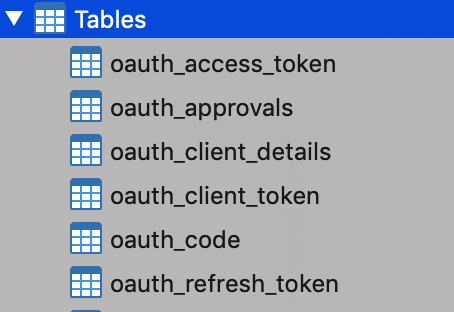 Tables
oauth_access_token
oauth_approvals
oauth_client_details
oauth_client_token
oauth_code
oauth_refresh_token